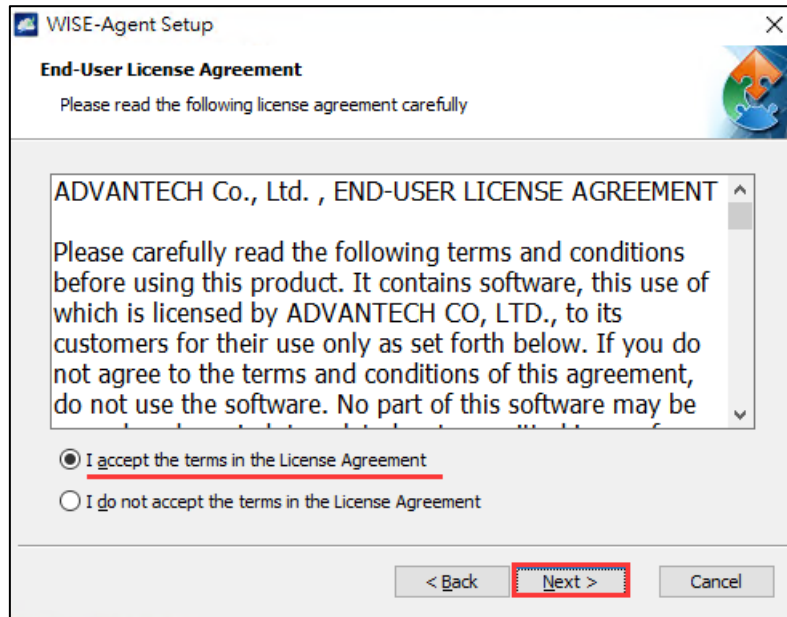 WISE-Agent Setup
End-User License Agreement
Please read the following license agreement carefully
ADVANTECH Co., Ltd. , END-USER LICENSE AGREEMENT
Please carefully read the following terms and conditions
before using this product. It contains software, this use of
which is licensed by ADVANTECH CO, LTD., to its
customers for their use only as set forth below. If you do
not agree to the terms and conditions of this agreement,
do not use the software. No part of this software may be
I accept the terms in the License Agreement
I do not accept the terms in the License Agreement
< Back
Next >
Cancel